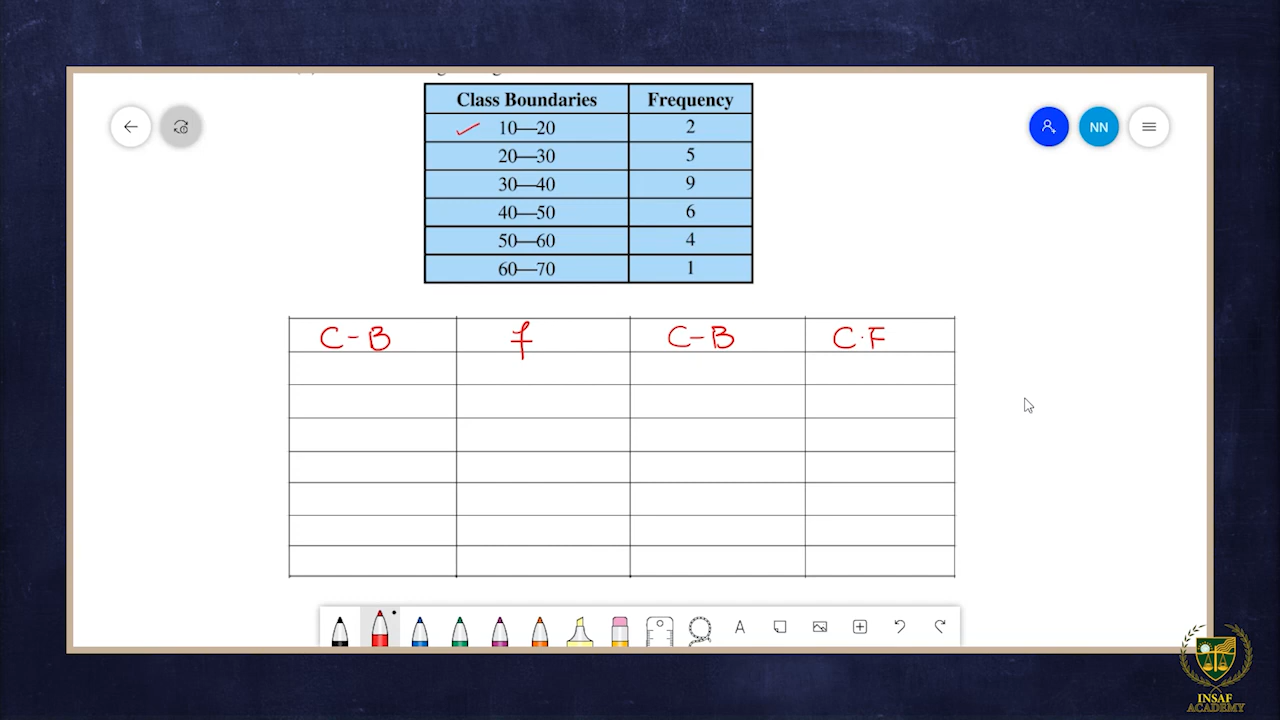 Class Boundaries Frequency
10—20 2
20—30 5
30—40 9
40—50 6
50—60 4
60—70 1
C-B f C-B C.F
NN
A
INSAF
ACADEMY